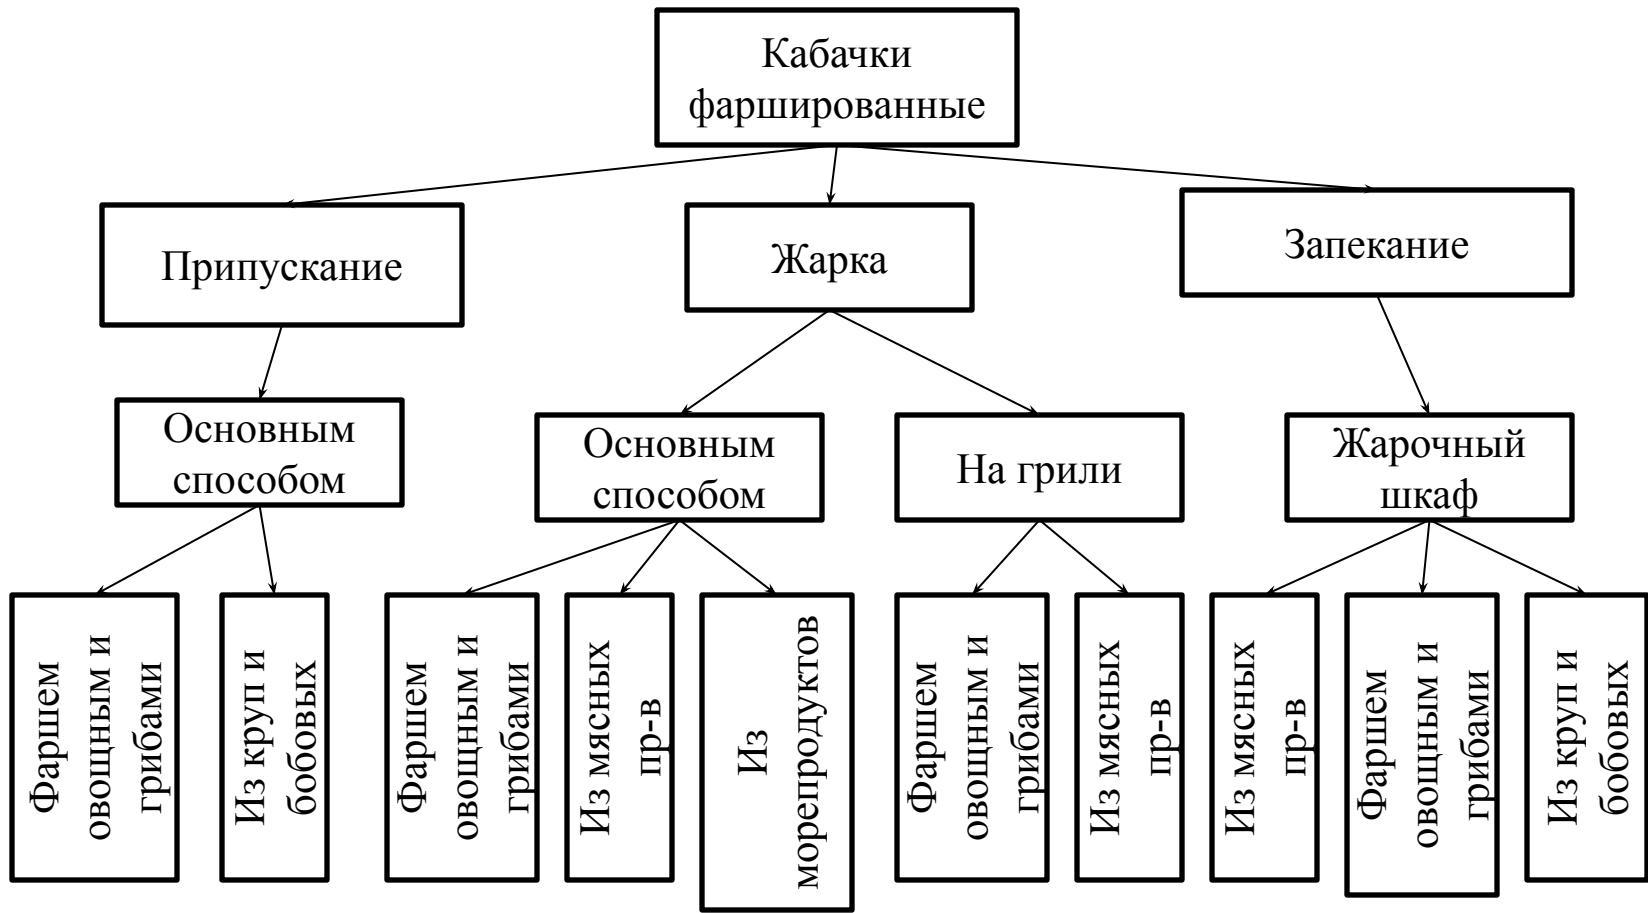 Кабачки
фаршированные
Припускание
Жарка
Запекание
Основным
способом
Основным
способом
На грили
Жарочный
шкаф
Фаршем
овощным и
грибами
Из круп и
бобовых
Фаршем
овощным и
грибами
Из мясных
пр-в
Из
морепродуктов
Фаршем
овощным и
грибами
Из мясных
пр-в
Из мясных
пр-в
Фаршем
овощным и
грибами
Из круп и
бобовых